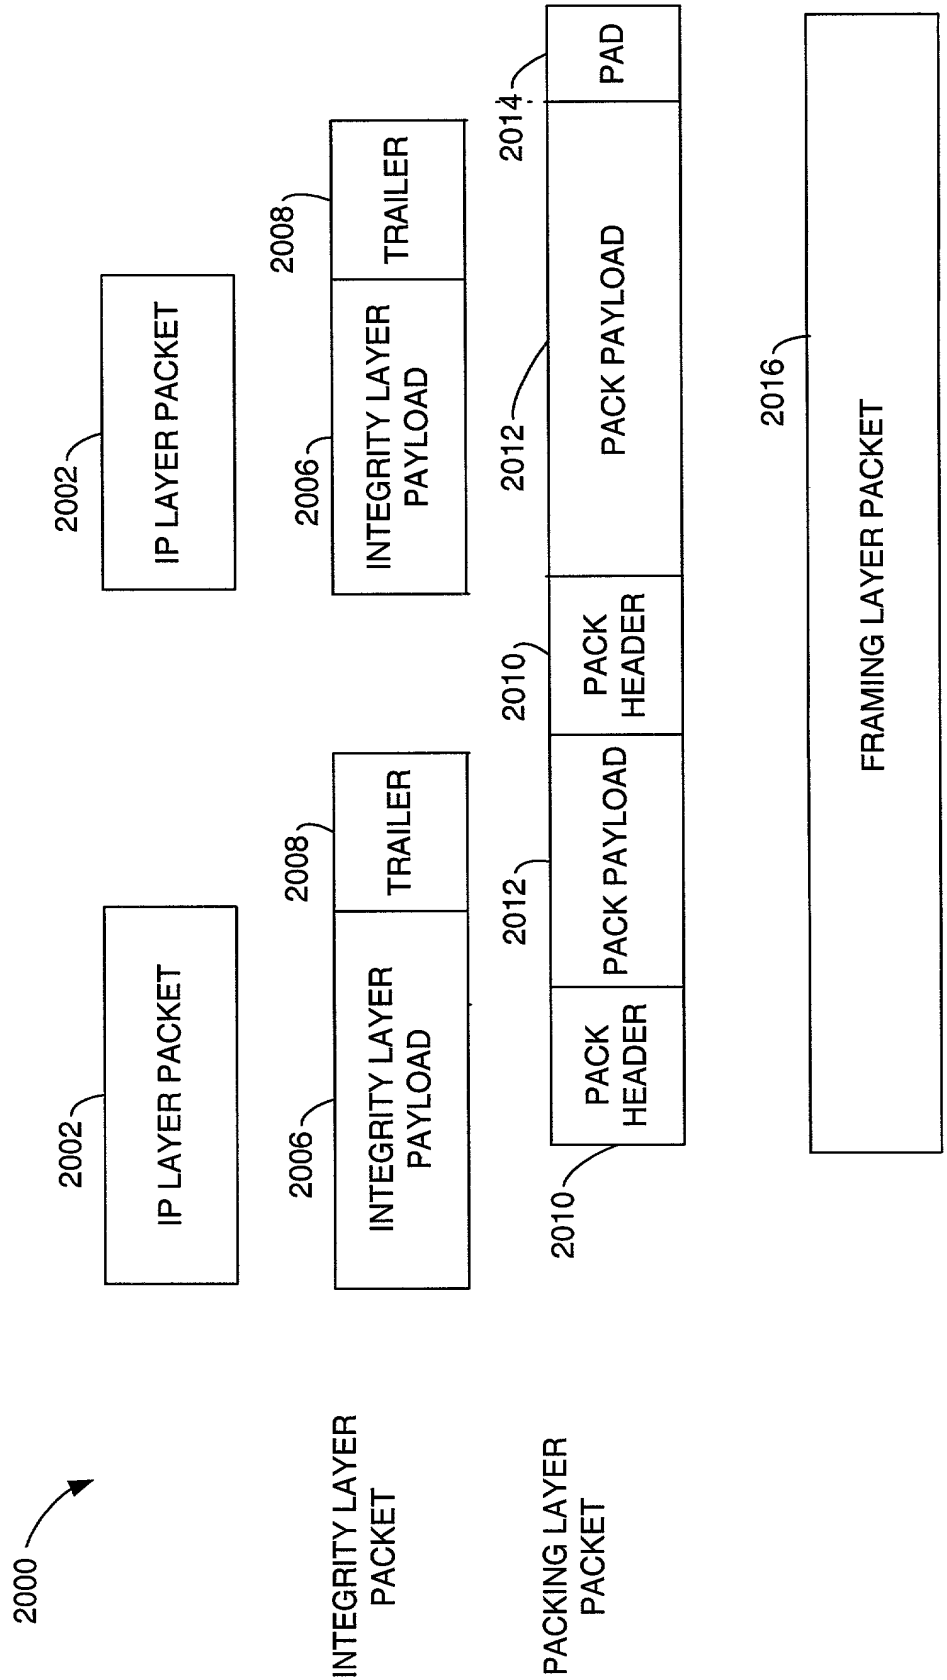 2000
2002
2002
IP LAYER PACKET
IP LAYER PACKET
2006
2008
2006
2008
INTEGRITY LAYER
PACKET
INTEGRITY LAYER
PAYLOAD
TRAILER
INTEGRITY LAYER
PAYLOAD
TRAILER
2010
2012
2010
2012
2014
PACKING LAYER
PACKET
PACK
HEADER
PACK PAYLOAD
PACK
HEADER
PACK PAYLOAD
PAD
2016
FRAMING LAYER PACKET